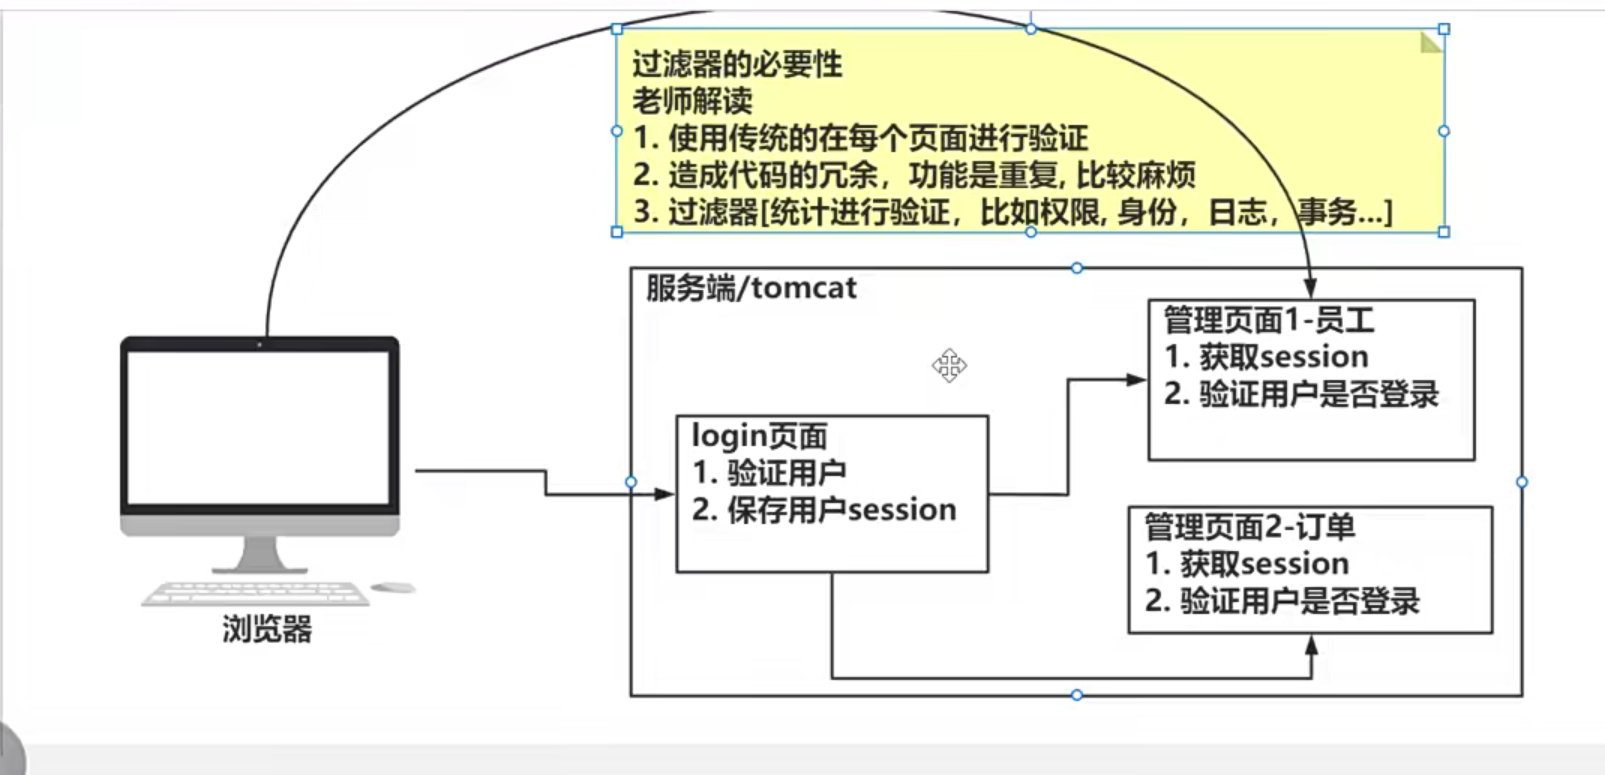 过滤器的必要性
老师解读
1. 使用传统的在每个页面进行验证
2. 造成代码的冗余，功能是重复, 比较麻烦
3. 过滤器[统计进行验证，比如权限, 身份，日志，事务...]
服务端/tomcat
管理页面1-员工
1. 获取session
2. 验证用户是否登录
login页面
1. 验证用户
2. 保存用户session
管理页面2-订单
1. 获取session
2. 验证用户是否登录
浏览器